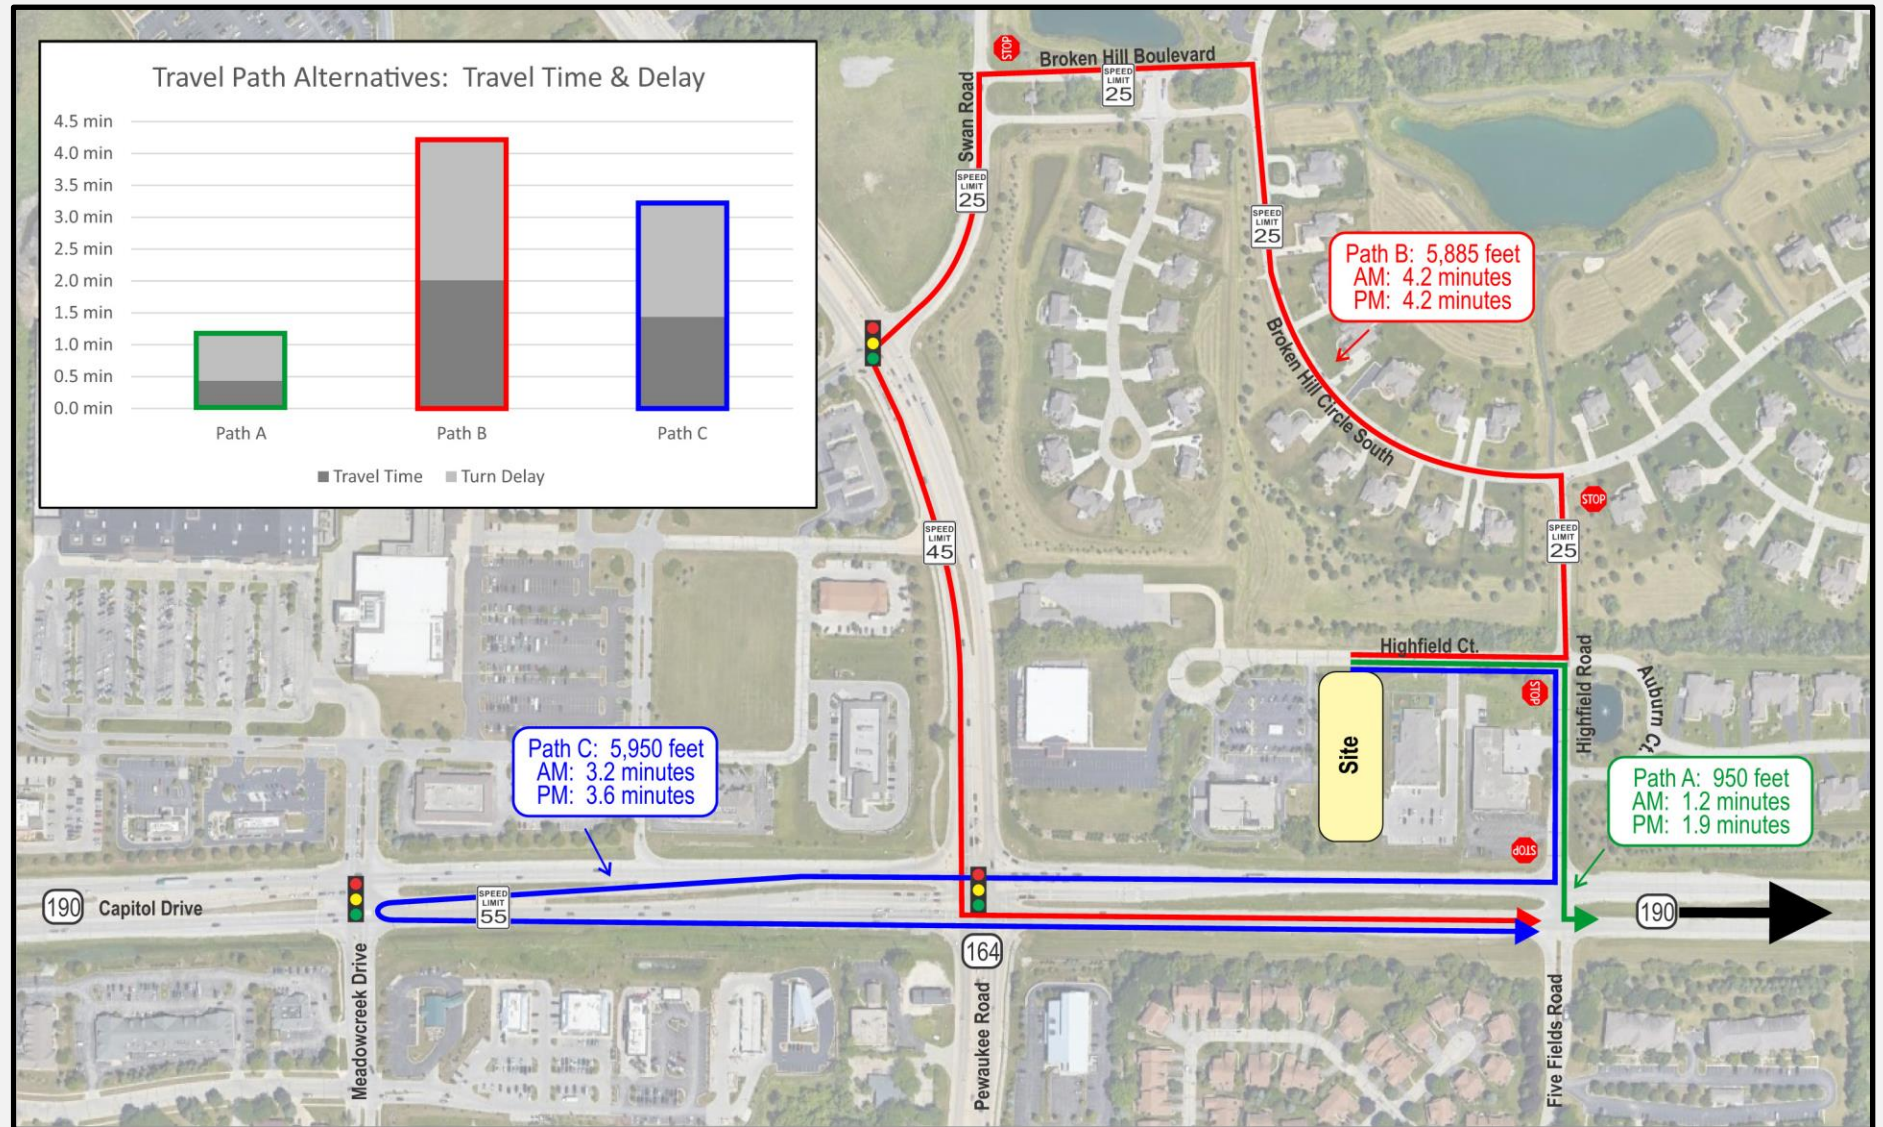 Travel Path Alternatives: Travel Time & Delay
4.5 min
4.0 min
3.5 min
3.0 min
2.5 min
2.0 min
1.5 min
1.0 min
0.5 min
0.0 min
Path A
Path B
Path C
Travel Time
Turn Delay
STOP
Broken Hill Boulevard
SPEED
LIMIT
25
Swan Road
SPEED
LIMIT
25
SPEED
LIMIT
25
Path B: 5,885 feet
AM: 4.2 minutes
PM: 4.2 minutes
Broken Hill Circle South
STOP
SPEED
LIMIT
45
SPEED
LIMIT
25
Highfield Ct.
Highfield Road
Auburn Ct.
STOP
Site
Path C: 5,950 feet
AM: 3.2 minutes
PM: 3.6 minutes
Path A: 950 feet
AM: 1.2 minutes
PM: 1.9 minutes
STOP
190
Capitol Drive
SPEED
LIMIT
55
190
164
Meadowcreek Drive
Pewaukee Road
Five Fields Road